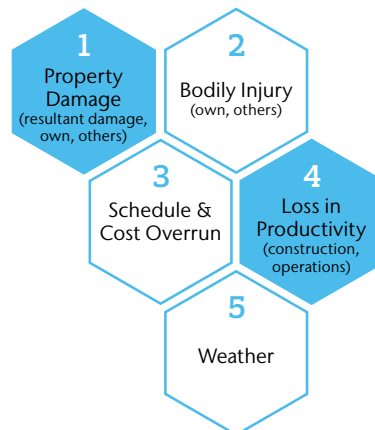 1
Property
Damage
(resultant damage,
own, others)
2
Bodily Injury
(own, others)
3
Schedule &
Cost Overrun
4
Loss in
Productivity
(construction,
operations)
5
Weather